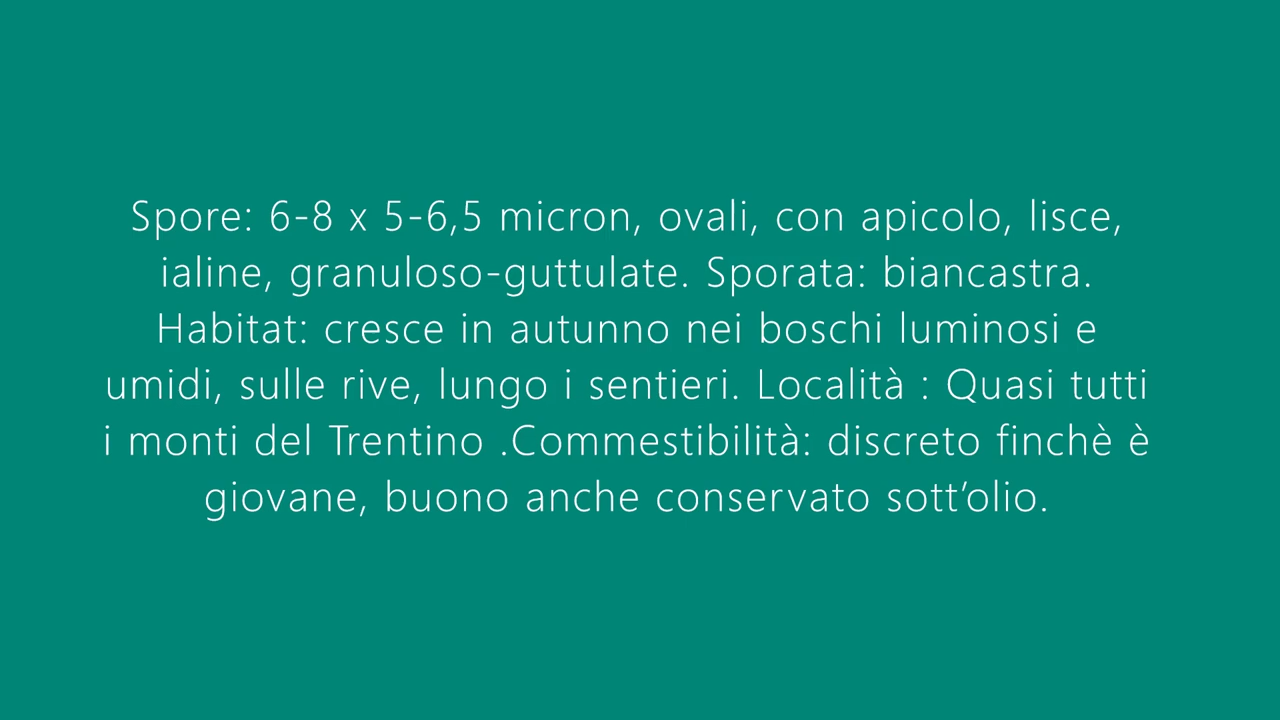 Spore: 6-8 x 5-6,5 micron, ovali, con apicolo, lisce,
ialine, granuloso-guttulate. Sporata: biancastra.
Habitat: cresce in autunno nei boschi luminosi e
umidi, sulle rive, lungo i sentieri. Località : Quasi tutti
i monti del Trentino .Commestibilità: discreto finchè è
giovane, buono anche conservato sott’olio.